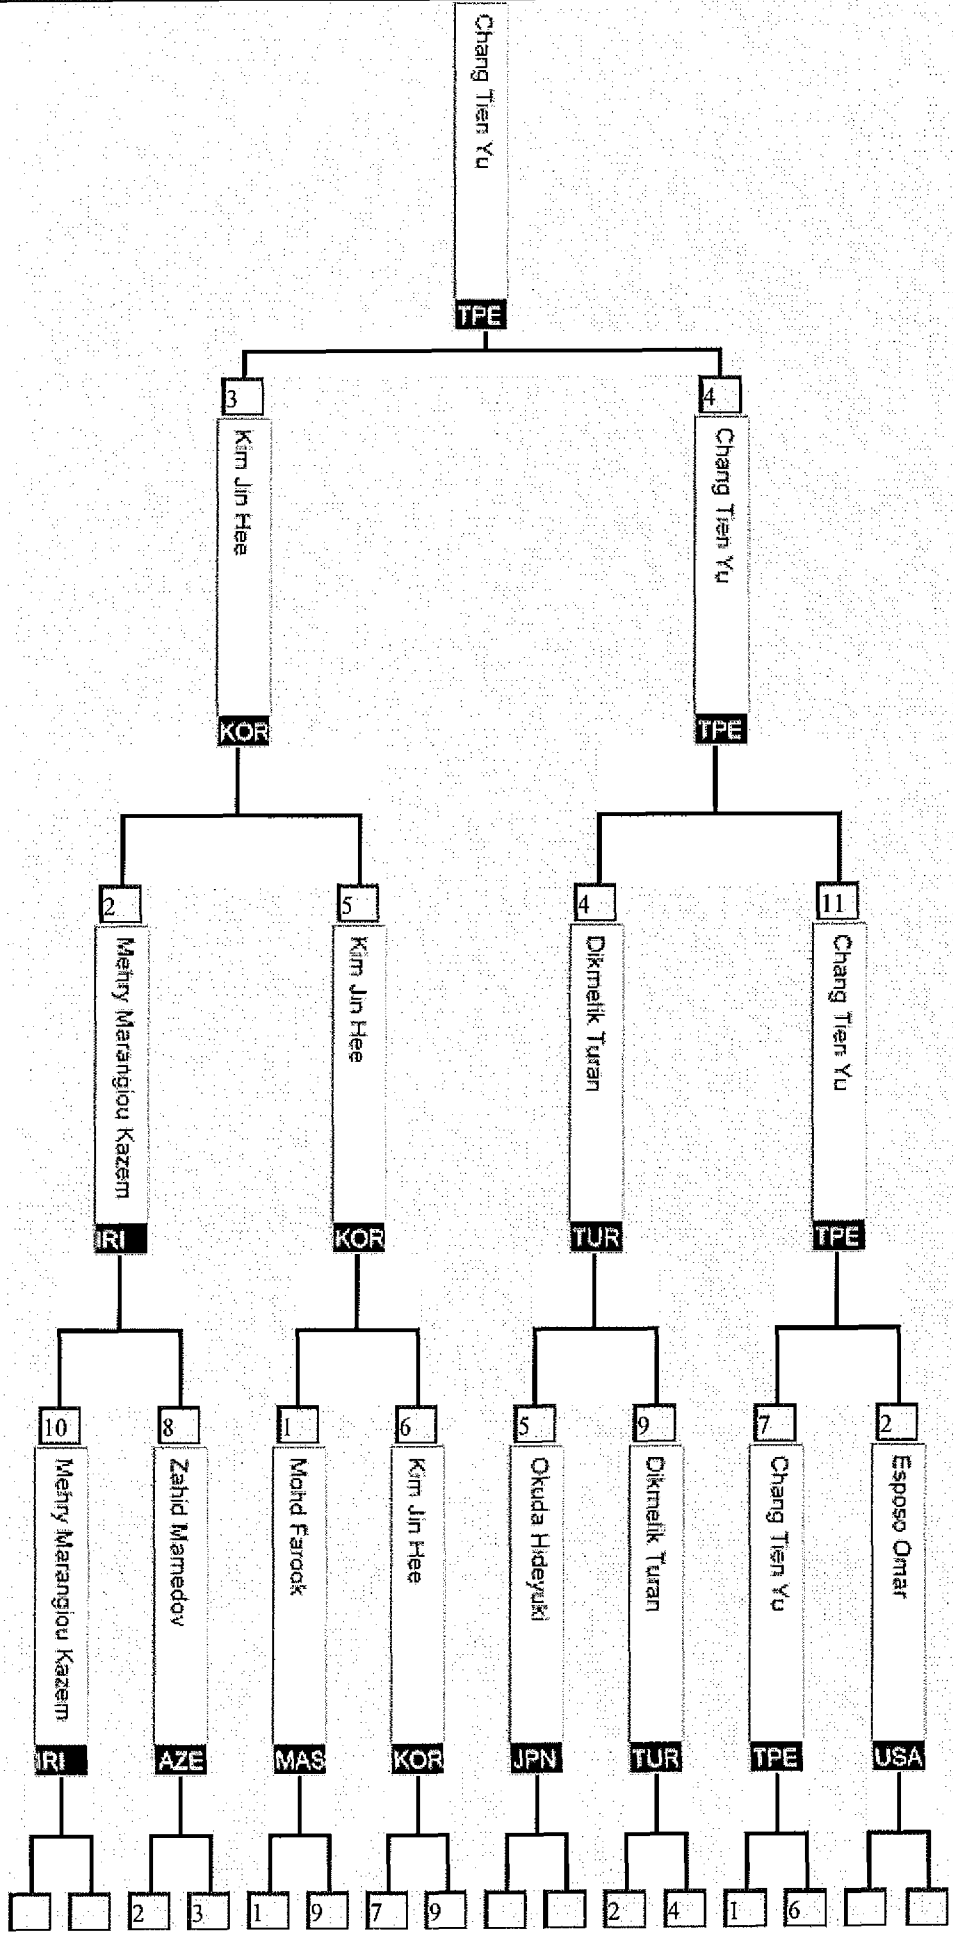 Chang Tien Yu
TPE
3
4
Kim Jin Hee
Chang Tien Yu
KOR
TPE
2
5
4
11
Mehry Marangiou Kazem
Kim Jin Hee
Dikmetik Turan
Chang Tien Yu
IRI
KOR
TUR
TPE
10
8
1
6
5
9
7
2
Mehry Marangiou Kazem
Zahid Mamedov
Mohd Farook
Kim Jin Hee
Okuda Hideyuki
Dikmetik Turan
Chang Tien Yu
Esposo Omar
IRI
AZE
MAS
KOR
JPN
TUR
TPE
USA
2
3
1
9
7
9
2
4
1
6